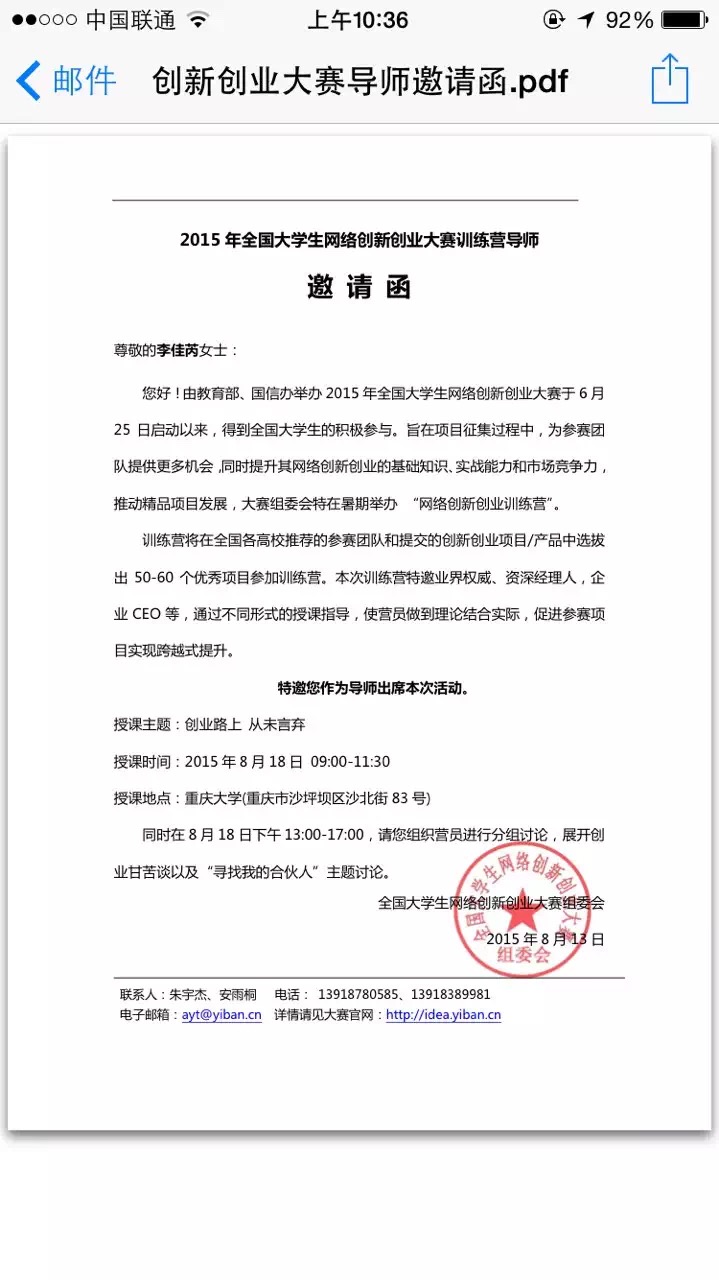 中国联通 上午10:36 92%
邮件 创新创业大赛导师邀请函.pdf
2015 年全国大学生网络创新创业大赛训练营导师
邀 请 函
尊敬的李佳芮女士：
您好！由教育部、国信办举办 2015 年全国大学生网络创新创业大赛于 6 月
25 日启动以来，得到全国大学生的积极参与。旨在项目征集过程中，为参赛团
队提供更多机会，同时提升其网络创新创业的基础知识、实战能力和市场竞争力，
推动精品项目发展，大赛组委会特在暑期举办 “网络创新创业训练营”。
训练营将在全国各高校推荐的参赛团队和提交的创新创业项目/产品中选拔
出 50-60 个优秀项目参加训练营。本次训练营特邀业界权威、资深经理人，企
业 CEO 等，通过不同形式的授课指导，使营员做到理论结合实际，促进参赛项
目实现跨越式提升。
特邀您作为导师出席本次活动。
授课主题：创业路上 从未言弃
授课时间：2015 年 8 月 18 日 09:00-11:30
授课地点：重庆大学(重庆市沙坪坝区沙北街 83 号)
同时在 8 月 18 日下午 13:00-17:00，请您组织营员进行分组讨论，展开创
业甘苦谈以及“寻找我的合伙人”主题讨论。
全国大学生网络创新创业大赛组委会
2015 年 8 月 13 日
全国大学生网络创新创业大赛
组委会
联系人：朱宇杰、安雨桐 电话： 13918780585、13918389981
电子邮箱：ayt@yiban.cn 详情请见大赛官网：http://idea.yiban.cn